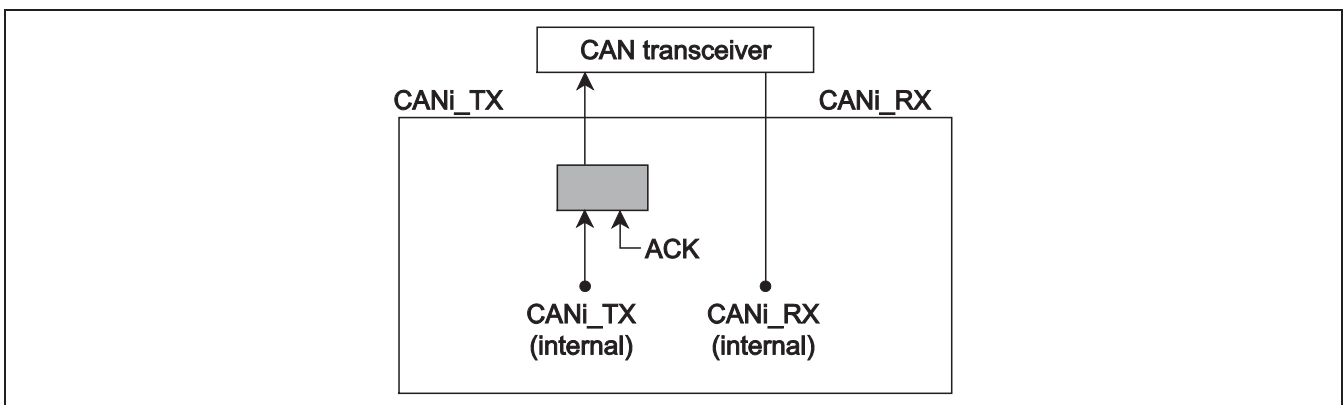 CAN transceiver
CANi_TX
CANi_RX
ACK
CANi_TX
(internal)
CANi_RX
(internal)